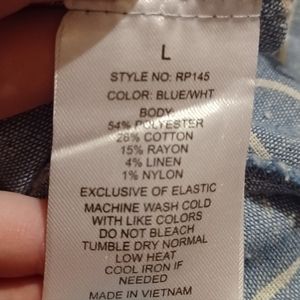 L
STYLE NO: RP145
COLOR: BLUE/WHT
BODY
54% POLYESTER
26% COTTON
15% RAYON
4% LINEN
1% NYLON
EXCLUSIVE OF ELASTIC
MACHINE WASH COLD
WITH LIKE COLORS
DO NOT BLEACH
TUMBLE DRY NORMAL
LOW HEAT
COOL IRON IF
NEEDED
MADE IN VIETNAM